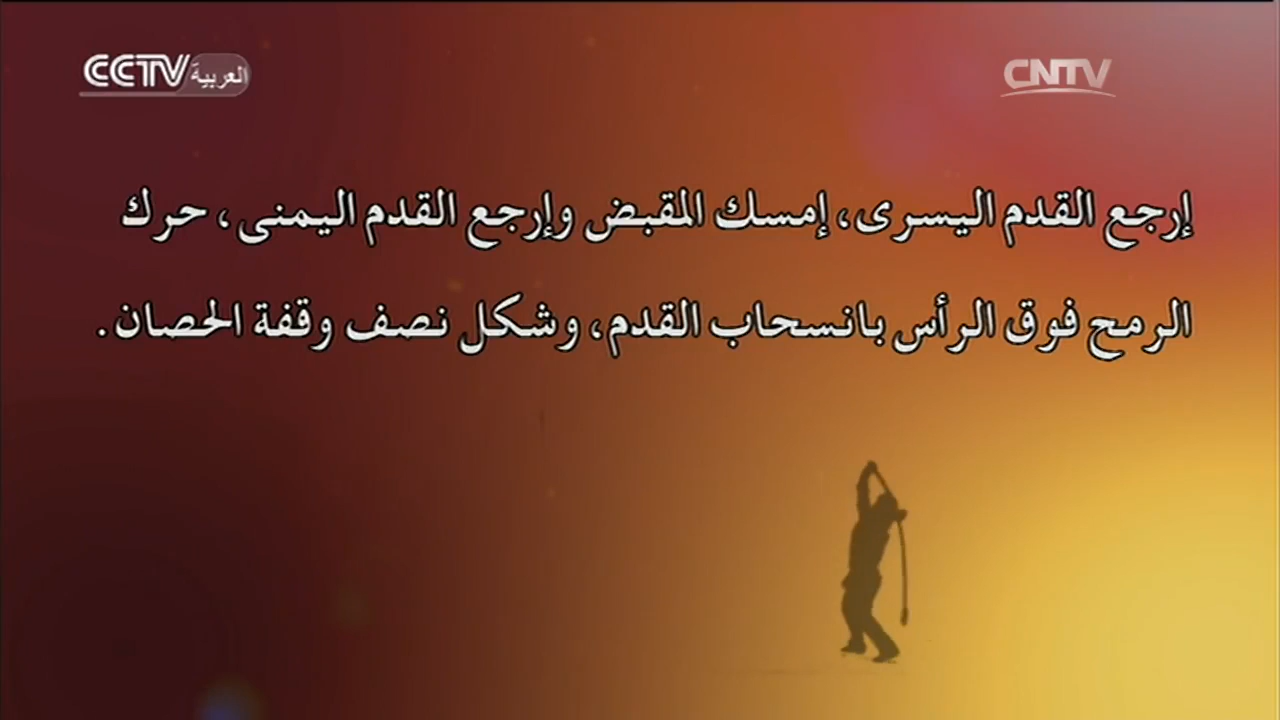 CCTV العربية
CNTV
إرجع القدم اليسرى، إمسك المقبض وإرجع القدم اليمنى، حرك
الرمح فوق الرأس بانسحاب القدم، وشكل نصف وقفة الحصان.